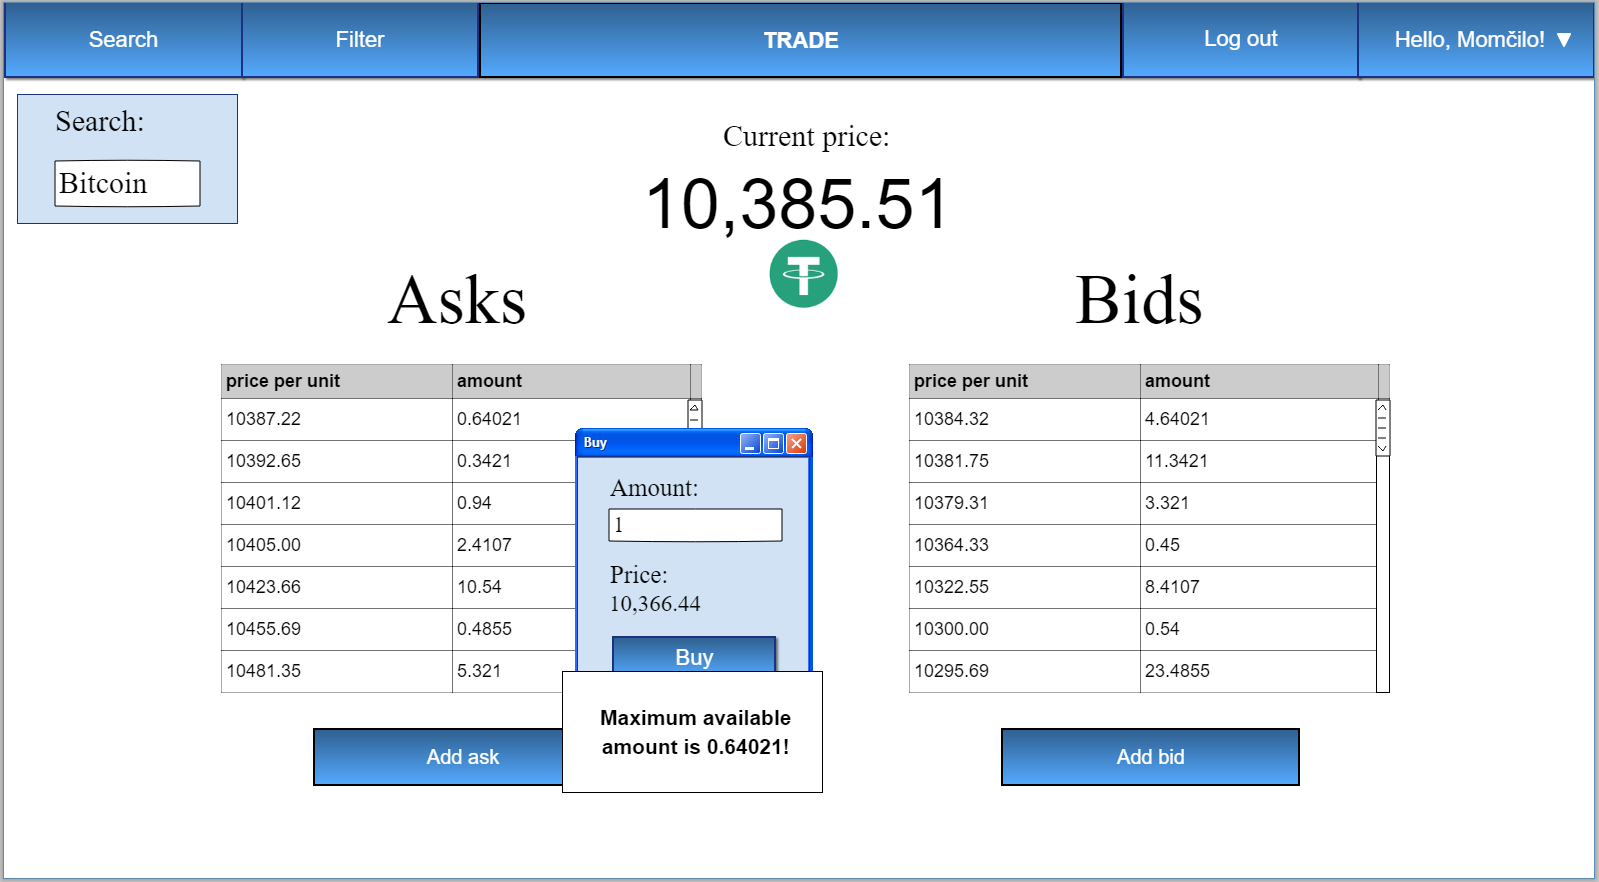 Search
Filter
TRADE
Log out
Hello, Momčilo! ▼
Search:
Bitcoin
Current price:
10,385.51
Asks
Bids
price per unit amount
10387.22 0.64021
10392.65 0.3421
10401.12 0.94
10405.00 2.4107
10423.66 10.54
10455.69 0.4855
10481.35 5.321
Add ask
Buy
Amount:
1
Price:
10,366.44
Buy
Maximum available
amount is 0.64021!
price per unit amount
10384.32 4.64021
10381.75 11.3421
10379.31 3.321
10364.33 0.45
10322.55 8.4107
10300.00 0.54
10295.69 23.4855
Add bid